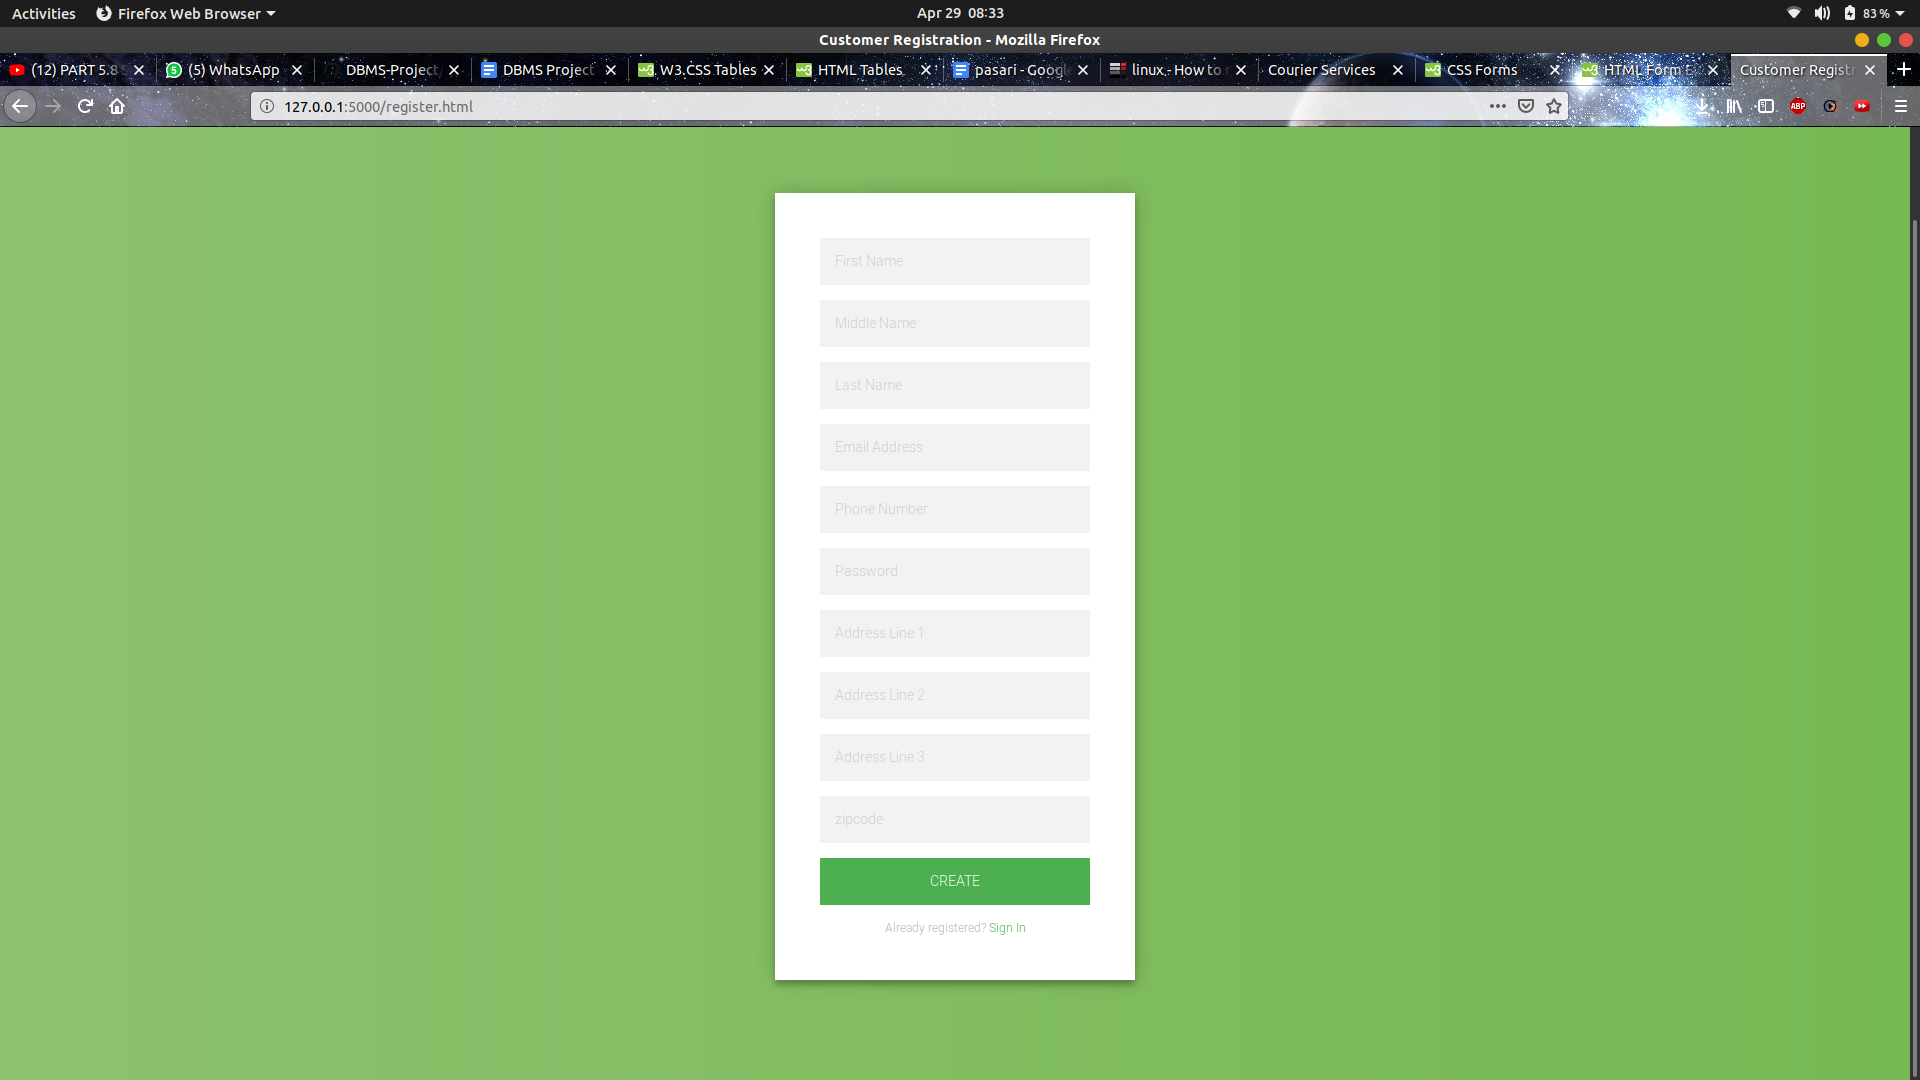 Activities Firefox Web Browser Apr 29 08:33 83 %
Customer Registration - Mozilla Firefox
(12) PART 5.8 (5) WhatsApp DBMS-Project DBMS Project W3.CSS Tables HTML Tables pasari - Google linux - How to Courier Services CSS Forms HTML Form Customer Registr
127.0.0.1:5000/register.html ABP
First Name
Middle Name
Last Name
Email Address
Phone Number
Password
Address Line 1
Address Line 2
Address Line 3
zipcode
CREATE
Already registered? Sign In